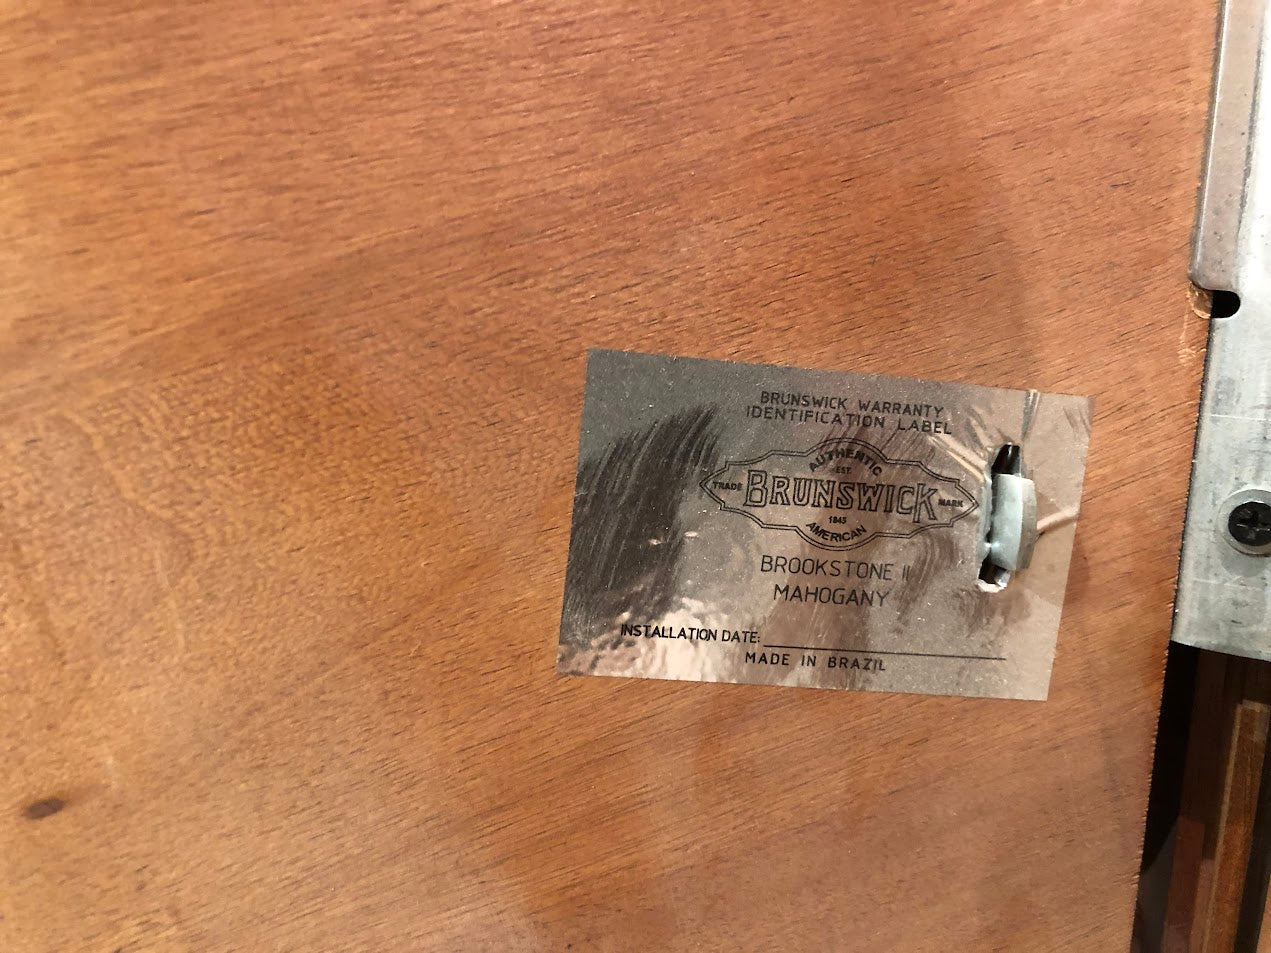 BRUNSWICK WARRANTY
IDENTIFICATION LABEL
AUTHENTIC
EST.
TRADE BRUNSWICK MARK
1845
AMERICAN
BROOKSTONE II
MAHOGANY
INSTALLATION DATE:
MADE IN BRAZIL